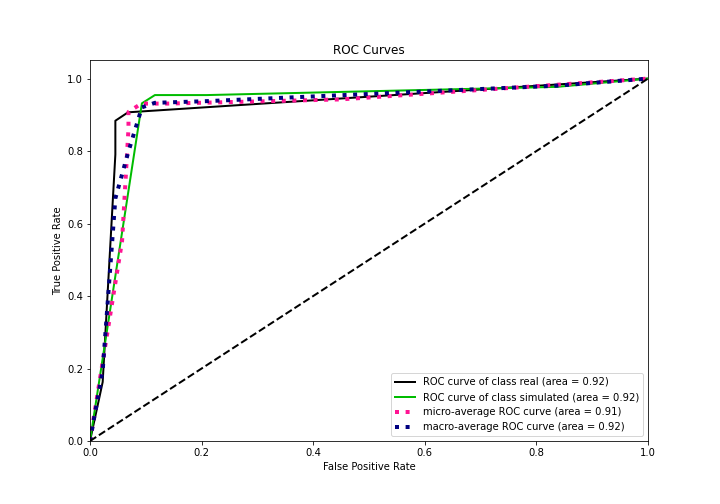 ROC Curves
True Positive Rate
1.0
0.8
0.6
0.4
0.2
0.0
0.0 0.2 0.4 0.6 0.8 1.0
False Positive Rate
ROC curve of class real (area = 0.92)
ROC curve of class simulated (area = 0.92)
micro-average ROC curve (area = 0.91)
macro-average ROC curve (area = 0.92)